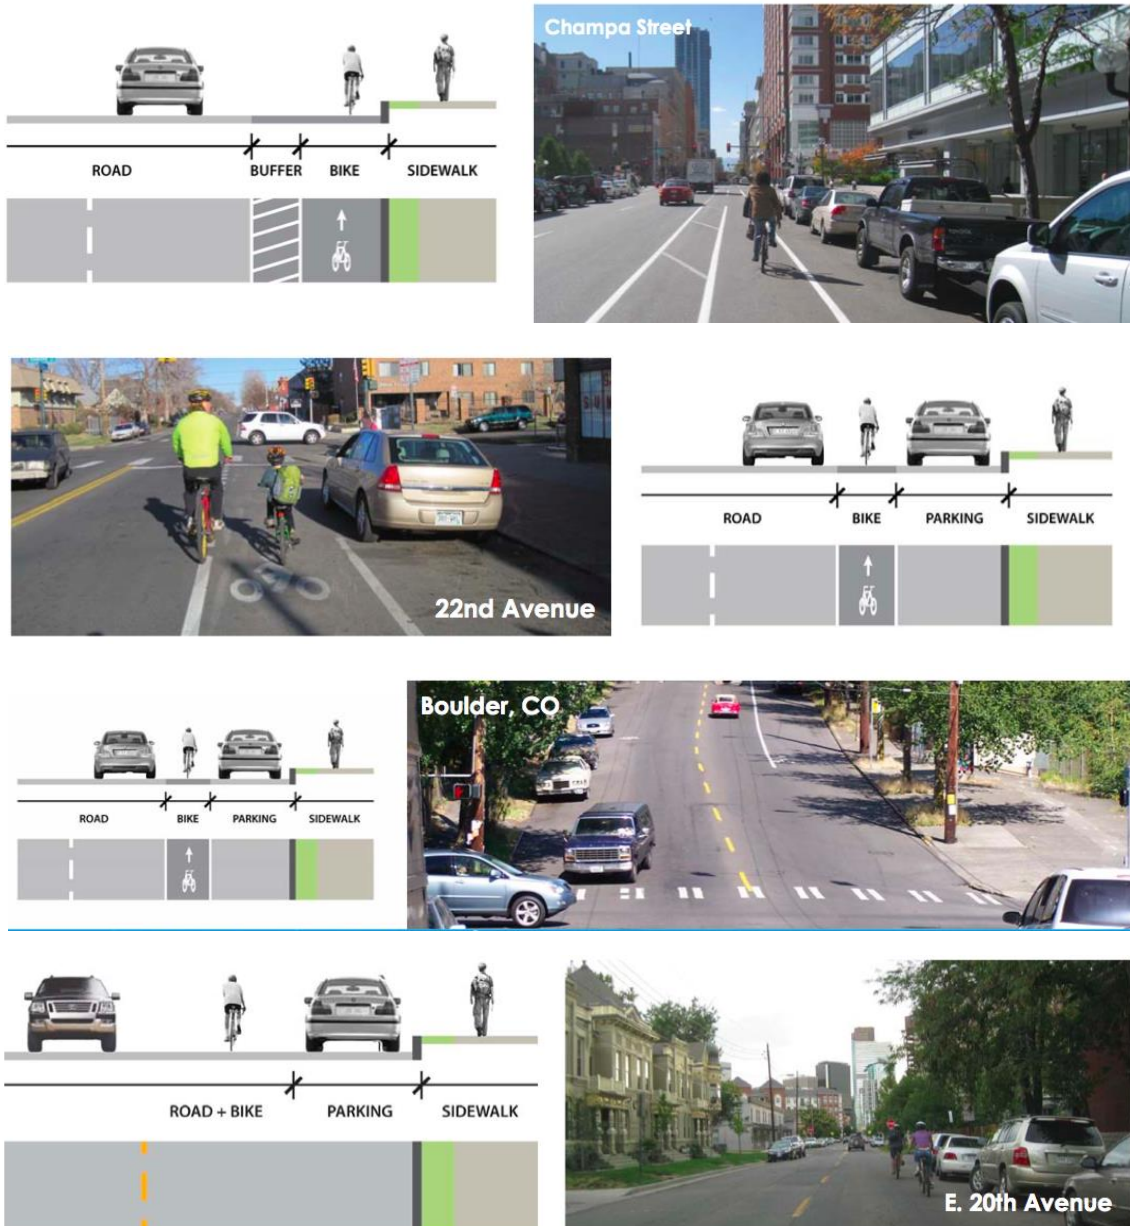 Champa Street
ROAD BUFFER BIKE SIDEWALK
22nd Avenue
ROAD BIKE PARKING SIDEWALK
Boulder, CO
ROAD BIKE PARKING SIDEWALK
ROAD + BIKE PARKING SIDEWALK
E. 20th Avenue